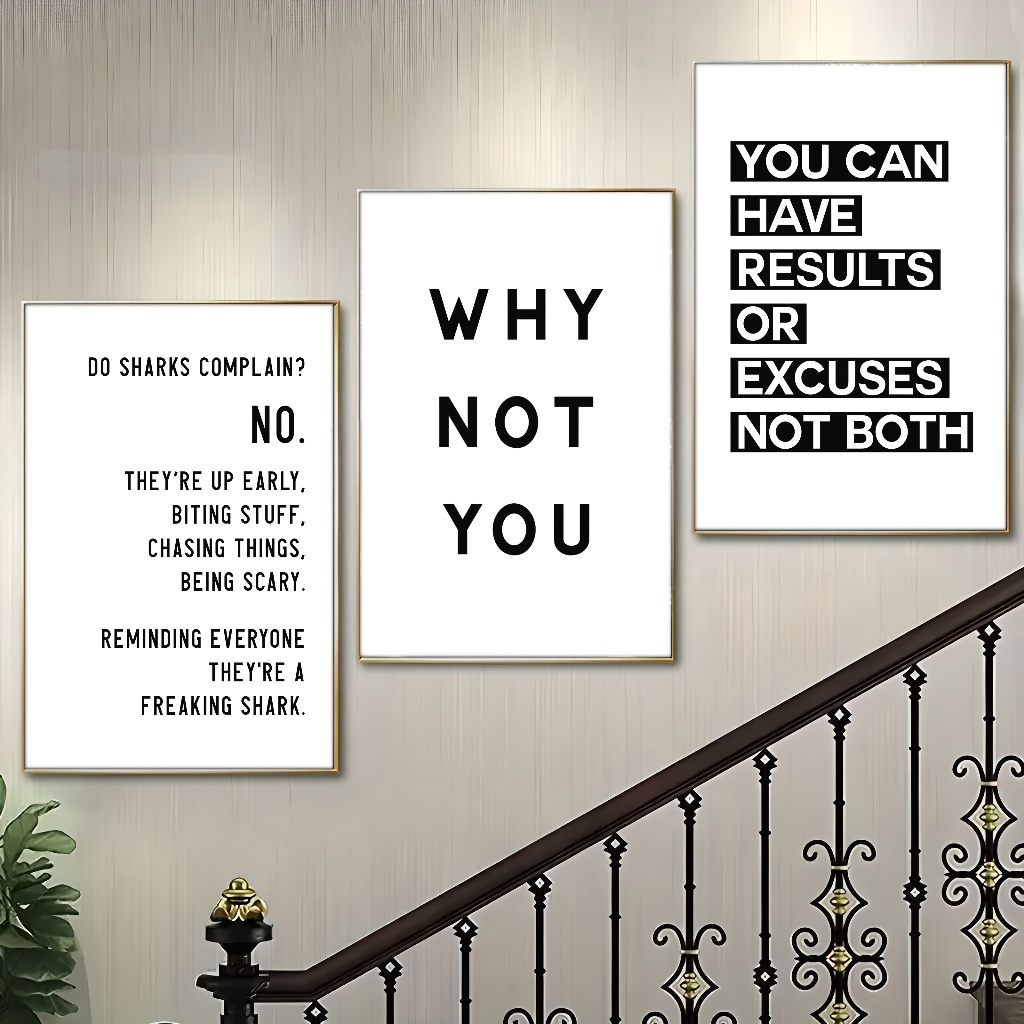 DO SHARKS COMPLAIN?
NO.
THEY'RE UP EARLY,
BITING STUFF,
CHASING THINGS,
BEING SCARY.
REMINDING EVERYONE
THEY'RE A
FREAKING SHARK.
WHY
NOT
YOU
YOU CAN
HAVE
RESULTS
OR
EXCUSES
NOT BOTH